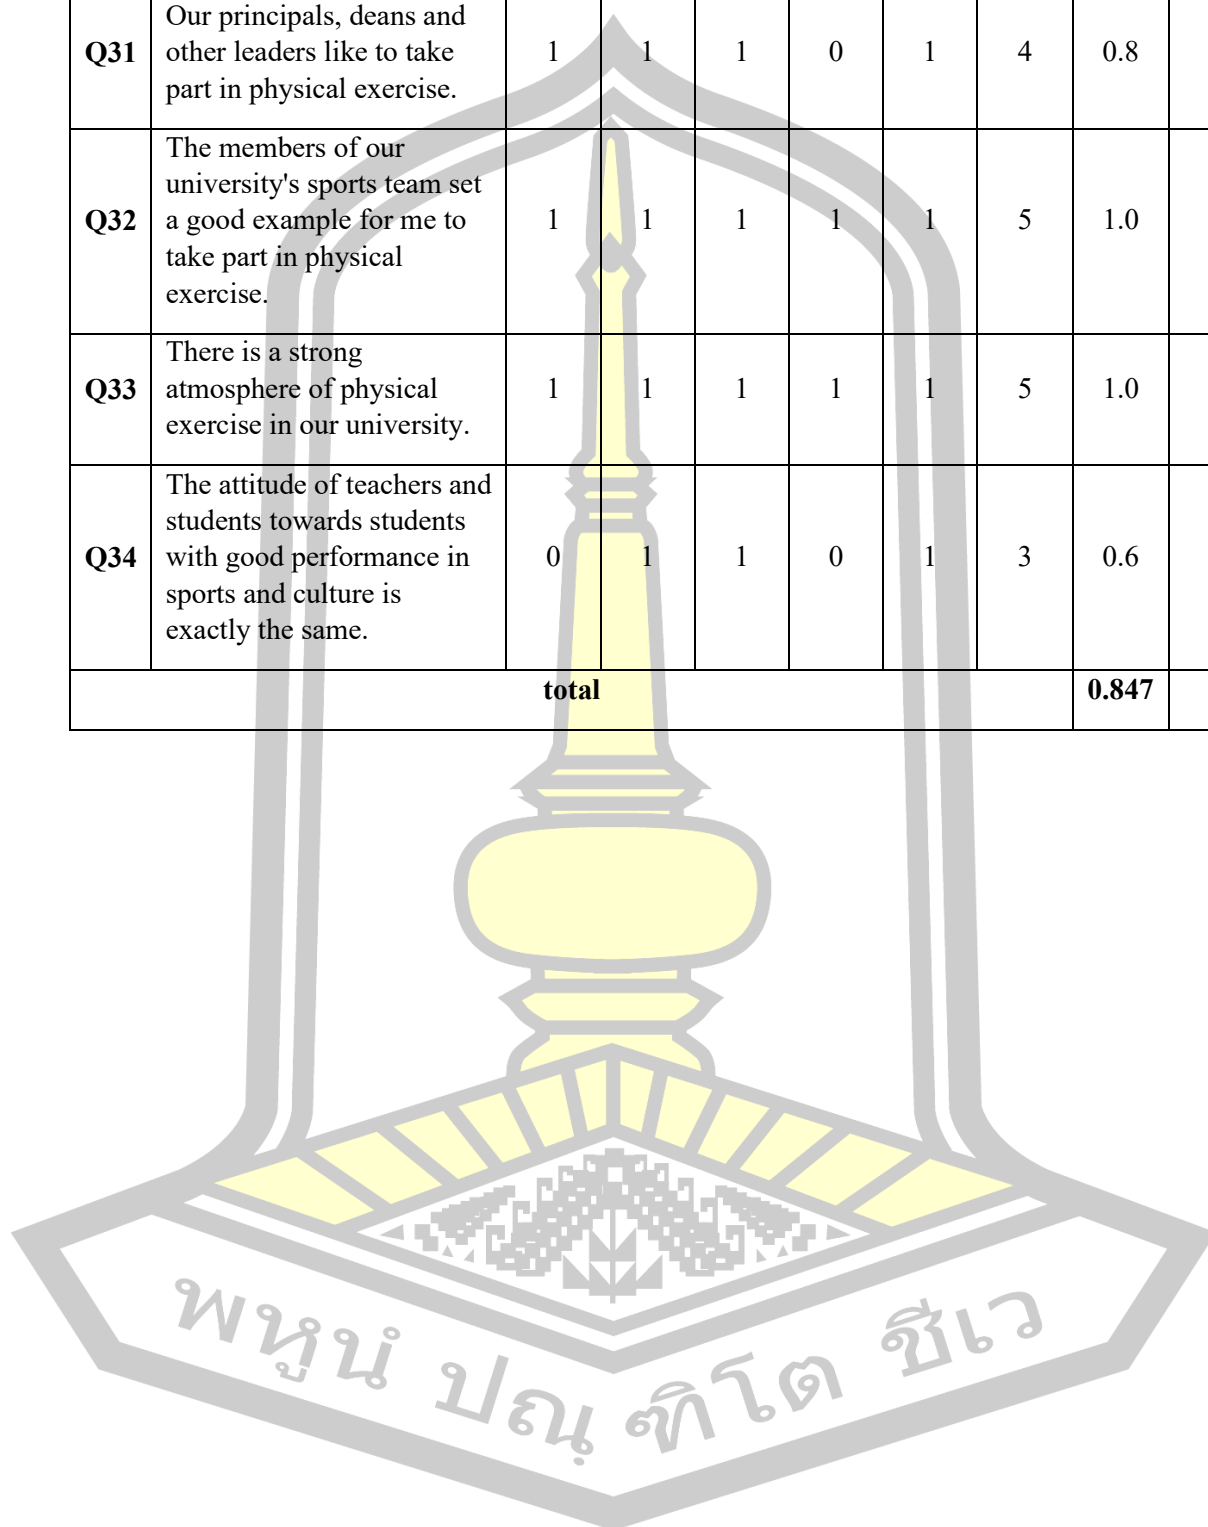 Our principals, deans and
Q31 other leaders like to take 1 1 1 0 1 4 0.8
part in physical exercise.
The members of our
university's sports team set
Q32 a good example for me to 1 1 1 1 1 5 1.0
take part in physical
exercise.
There is a strong
Q33 atmosphere of physical 1 1 1 1 1 5 1.0
exercise in our university.
The attitude of teachers and
students towards students
Q34 with good performance in 0 1 1 0 1 3 0.6
sports and culture is
exactly the same.
total 0.847
พหูนํ ปณฺฑิโต ชีเว